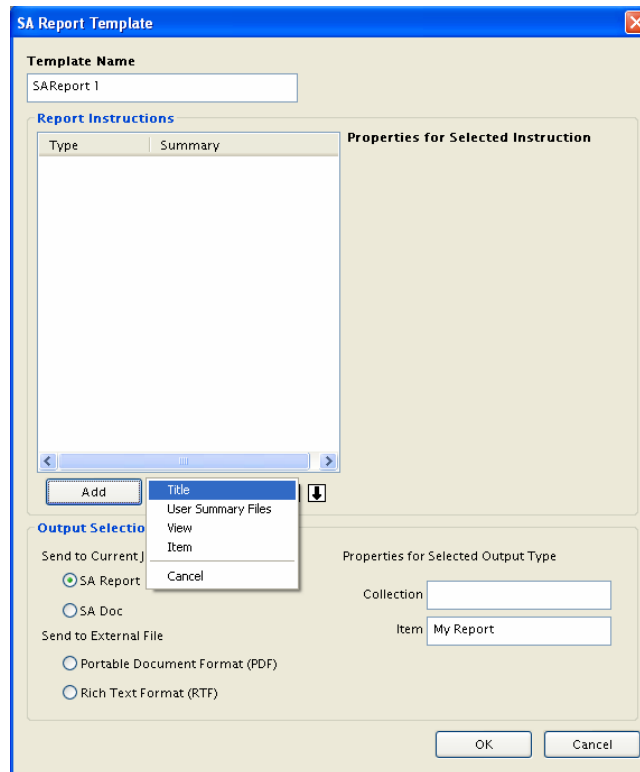 SA Report Template
Template Name
SAReport 1
Report Instructions
Type Summary
Properties for Selected Instruction
Add
Title
User Summary Files
View
Item
Cancel
Output Selectio
Send to Current J
SA Report
SA Doc
Send to External File
Portable Document Format (PDF)
Rich Text Format (RTF)
Properties for Selected Output Type
Collection
Item My Report
OK Cancel